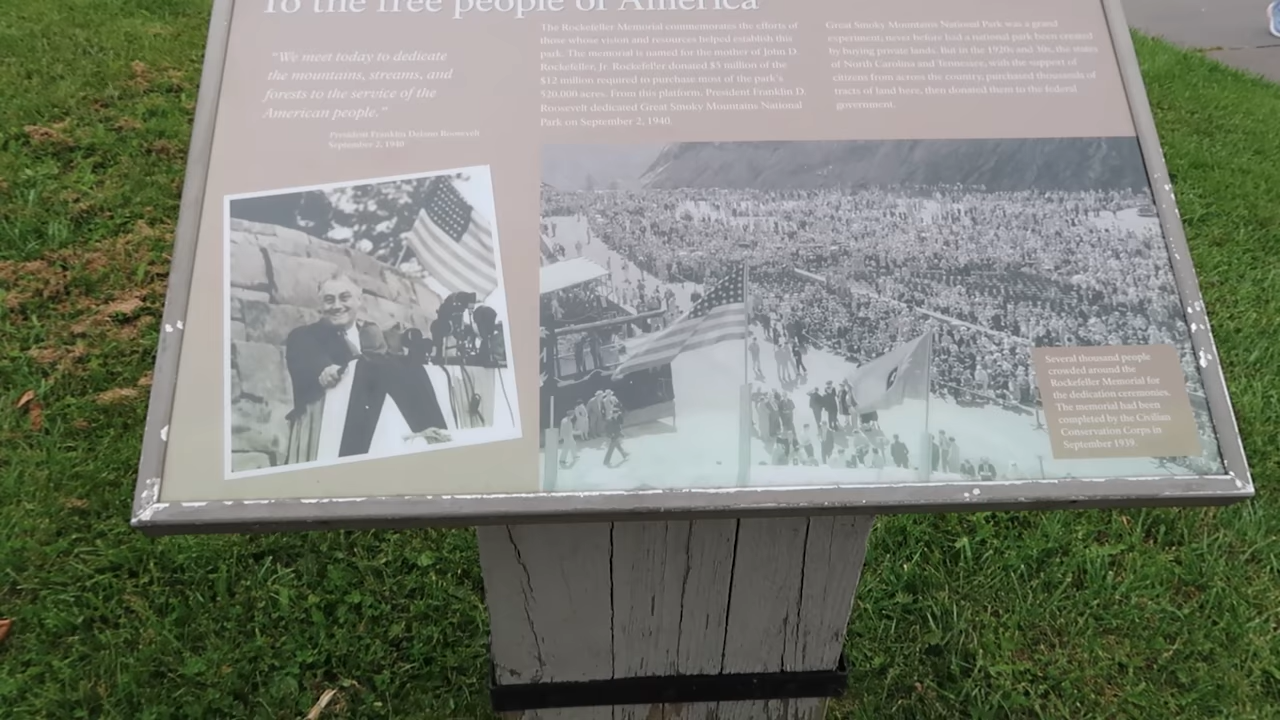 To the free people of America
"We meet today to dedicate
the mountains, streams, and
forests to the service of the
American people,"
President Franklin Delano Roosevelt
September 2, 1940
The Rockefeller Memorial commemorates the efforts of
those whose vision and resources helped establish this
park. The memorial is named for the mother of John D.
Rockefeller, Jr. Rockefeller donated $5 million of the
$12 million required to purchase most of the park's
520,000 acres. From this platform, President Franklin D.
Roosevelt dedicated Great Smoky Mountains National
Park on September 2, 1940.
Great Smoky Mountains National Park was a grand
experiment; never before had a national park been created
by buying private lands. But in the 1920s and 30s, the states
of North Carolina and Tennessee, with the support of
citizens from across the country, purchased thousands of
tracts of land here, then donated them to the federal
government.
Several thousand people
crowded around the
Rockefeller Memorial for
the dedication ceremonies.
The memorial had been
completed by the Civilian
Conservation Corps in
September 1939.